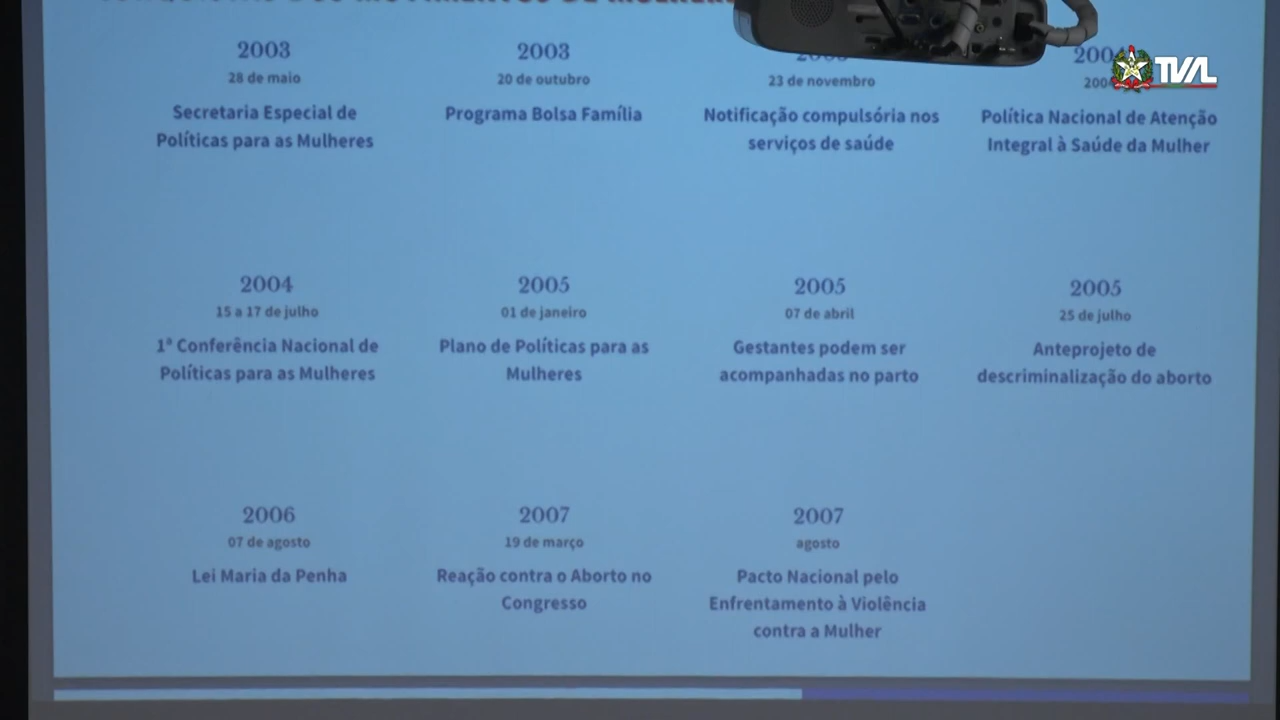 2003
28 de maio
Secretaria Especial de
Políticas para as Mulheres
2003
20 de outubro
Programa Bolsa Família
23 de novembro
Notificação compulsória nos
serviços de saúde
Política Nacional de Atenção
Integral à Saúde da Mulher
TVAL
2004
15 a 17 de julho
1ª Conferência Nacional de
Políticas para as Mulheres
2005
01 de janeiro
Plano de Políticas para as
Mulheres
2005
07 de abril
Gestantes podem ser
acompanhadas no parto
2005
25 de julho
Anteprojeto de
descriminalização do aborto
2006
07 de agosto
Lei Maria da Penha
2007
19 de março
Reação contra o Aborto no
Congresso
2007
agosto
Pacto Nacional pelo
Enfrentamento à Violência
contra a Mulher